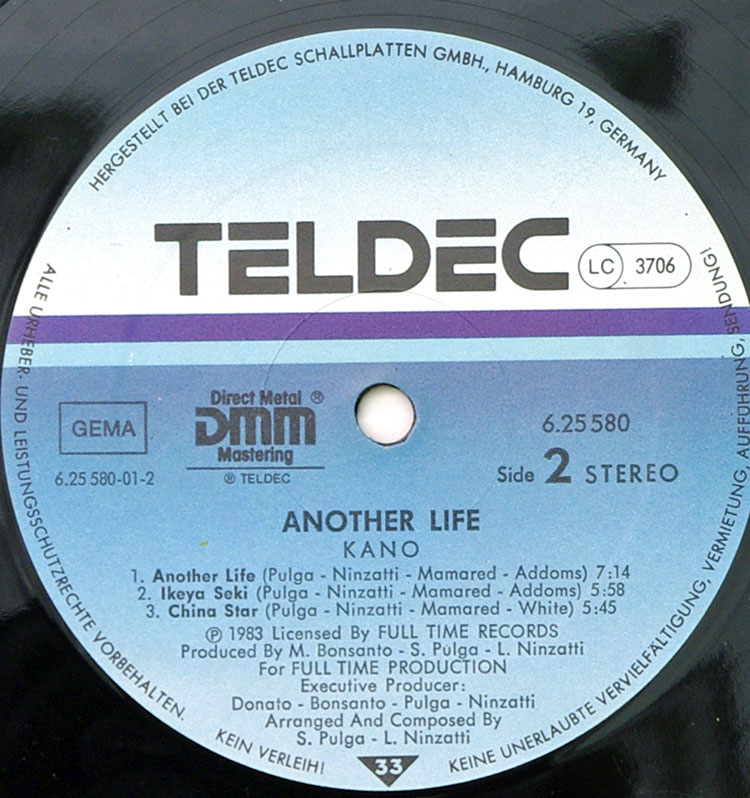 HERGESTELLT BEI DER TELDEC SCHALLPLATTEN GMBH., HAMBURG 19, GERMANY
TELDEC
LC 3706
GEMA
6.25 580-01-2
Direct Metal ®
DMM
Mastering
℗ TELDEC
6.25 580
Side 2 STEREO
ANOTHER LIFE
KANO
1. Another Life (Pulga - Ninzatti - Mamared - Addoms) 7:14
2. Ikeya Seki (Pulga - Ninzatti - Mamared - Addoms) 5:58
3. China Star (Pulga - Ninzatti - Mamared - White) 5:45
℗ 1983 Licensed By FULL TIME RECORDS
Produced By M. Bonsanto - S. Pulga - L. Ninzatti
For FULL TIME PRODUCTION
Executive Producer:
Donato - Bonsanto - Pulga - Ninzatti
Arranged And Composed By
S. Pulga - L. Ninzatti
33
ALLE URHEBER- UND LEISTUNGSSCHUTZRECHTE VORBEHALTEN.
KEIN VERLEIH!
KEINE UNERLAUBTE VERVIELFÄLTIGUNG, VERMIETUNG, AUFFÜHRUNG, SENDUNG!